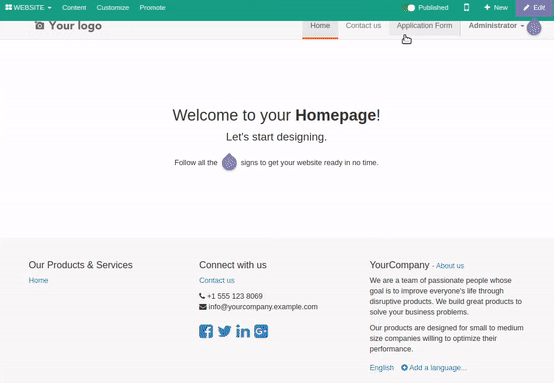 WEBSITE Content Customize Promote Published New Edit
Your logo Home Contact us Application Form Administrator
Welcome to your Homepage!
Let's start designing.
Follow all the signs to get your website ready in no time.
Our Products & Services
Home
Connect with us
Contact us
+1 555 123 8069
info@yourcompany.example.com
YourCompany - About us
We are a team of passionate people whose
goal is to improve everyone's life through
disruptive products. We build great products to
solve your business problems.
Our products are designed for small to medium
size companies willing to optimize their
performance.
English Add a language...